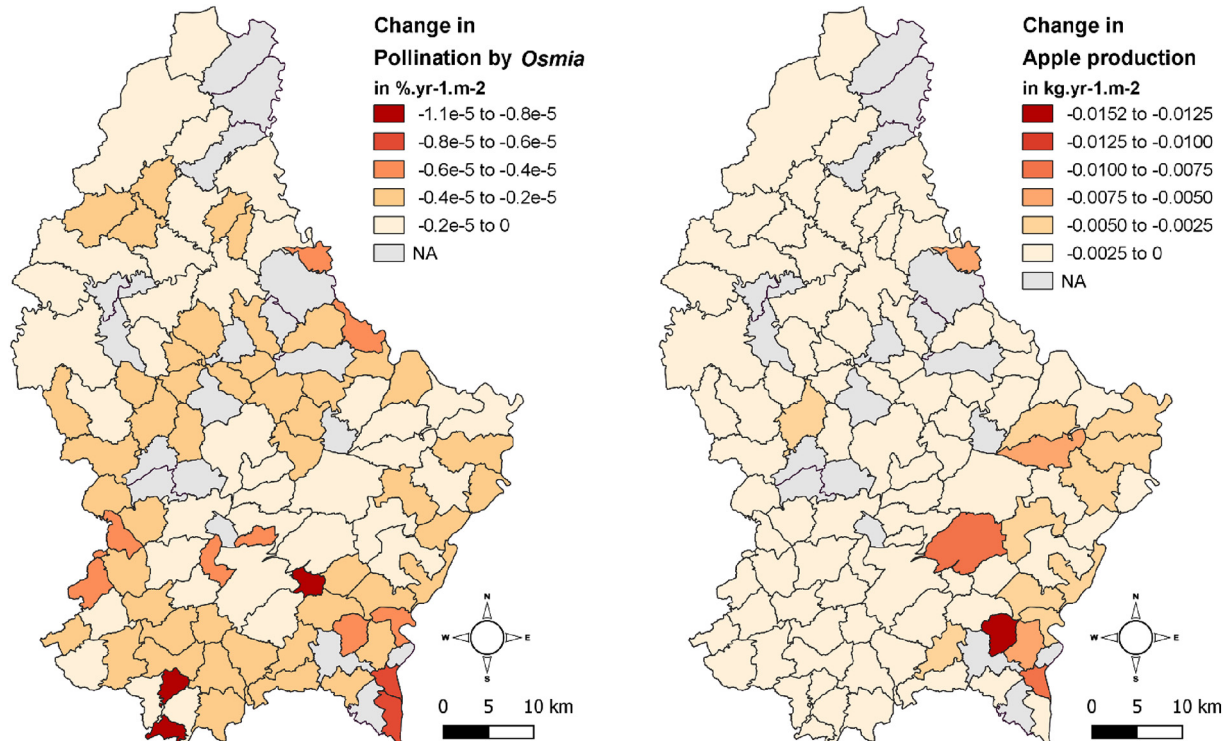 Change in
Pollination by Osmia
in %.yr-1.m-2
-1.1e-5 to -0.8e-5
-0.8e-5 to -0.6e-5
-0.6e-5 to -0.4e-5
-0.4e-5 to -0.2e-5
-0.2e-5 to 0
NA
N
W E
S
0 5 10 km
Change in
Apple production
in kg.yr-1.m-2
-0.0152 to -0.0125
-0.0125 to -0.0100
-0.0100 to -0.0075
-0.0075 to -0.0050
-0.0050 to -0.0025
-0.0025 to 0
NA
N
W E
S
0 5 10 km